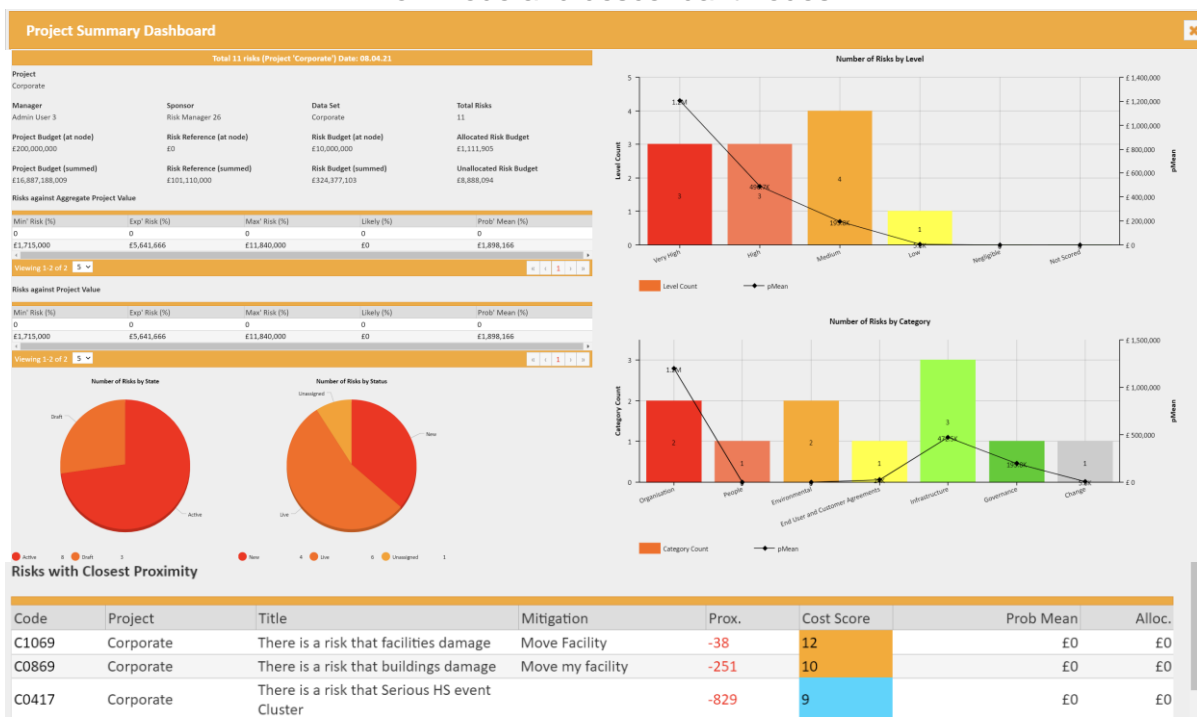 Project Summary Dashboard
Total 11 risks (Project 'Corporate') Date: 08.04.21
Project
Corporate
Manager Sponsor Data Set Total Risks
Admin User 3 Risk Manager 26 Corporate 11
Project Budget (at node) Risk Reference (at node) Risk Budget (at node) Allocated Risk Budget
£200,000,000 £0 £10,000,000 £1,111,905
Project Budget (summed) Risk Reference (summed) Risk Budget (summed) Unallocated Risk Budget
£16,887,188,009 £101,110,000 £324,377,103 £8,888,094
Risks against Aggregate Project Value
Min' Risk (%) Exp' Risk (%) Max' Risk (%) Likely (%) Prob' Mean (%)
0 0 0 0 0
£1,715,000 £5,641,666 £11,840,000 £0 £1,898,166
Viewing 1-2 of 2 5 « ‹ 1 › »
Risks against Project Value
Min' Risk (%) Exp' Risk (%) Max' Risk (%) Likely (%) Prob' Mean (%)
0 0 0 0 0
£1,715,000 £5,641,666 £11,840,000 £0 £1,898,166
Viewing 1-2 of 2 5 « ‹ 1 › »
Number of Risks by State
Draft
Active
Active 8 Draft 3
Number of Risks by Status
Unassigned
New
Live
New 4 Live 6 Unassigned 1
Number of Risks by Level
Level Count
5
4
3
2
1
0
£ 1,400,000
£ 1,200,000
£ 1,000,000
£ 800,000
£ 600,000
£ 400,000
£ 200,000
£ 0
pMean
3 3 4 1
Very High High Medium Low Negligible Not Scored
Level Count pMean
Number of Risks by Category
Category Count
3
2
1
0
£ 1,500,000
£ 1,000,000
£ 500,000
£ 0
pMean
2 1 2 1 3 1
Organisation People Environmental End User and Customer Agreements Infrastructure Governance Change
Category Count pMean
Risks with Closest Proximity
Code Project Title Mitigation Prox. Cost Score Prob Mean Alloc.
C1069 Corporate There is a risk that facilities damage Move Facility -38 12 £0 £0
C0869 Corporate There is a risk that buildings damage Move my facility -251 10 £0 £0
C0417 Corporate There is a risk that Serious HS event Cluster -829 9 £0 £0